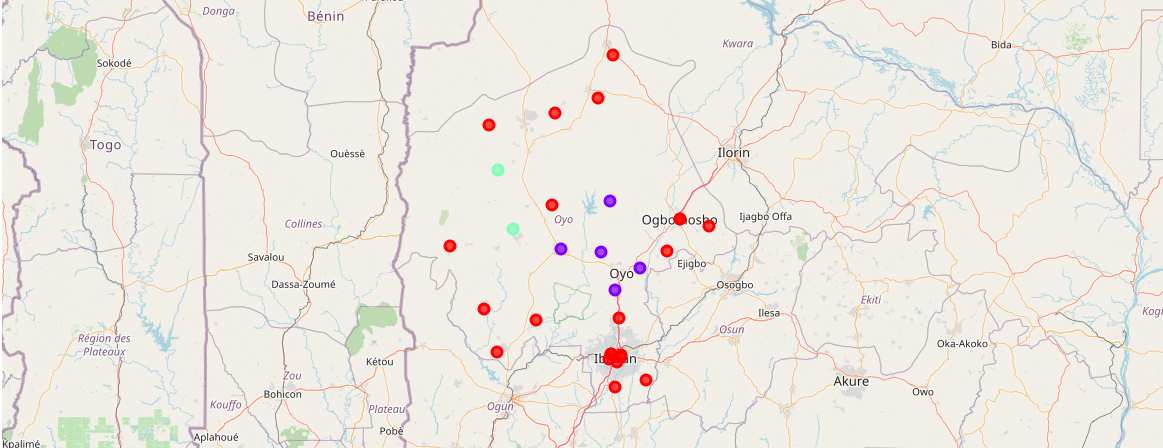 Donga
Bénin
Kwara
Bida
Sokodé
Togo
Ouèssè
Ilorin
Collines
Oyo
Ogbomosho
Ijagbo Offa
Savalou
Dassa-Zoumé
Oyo
Ejigbo
Osogbo
Ekiti
Kogi
Ilesa
Région des
Plateaux
Kétou
Osun
Oka-Akoko
Zou
Bohicon
Ibadan
Akure
Owo
Kouffo
Plateau
Ogun
Aplahoué
Pobè
Kpalimé